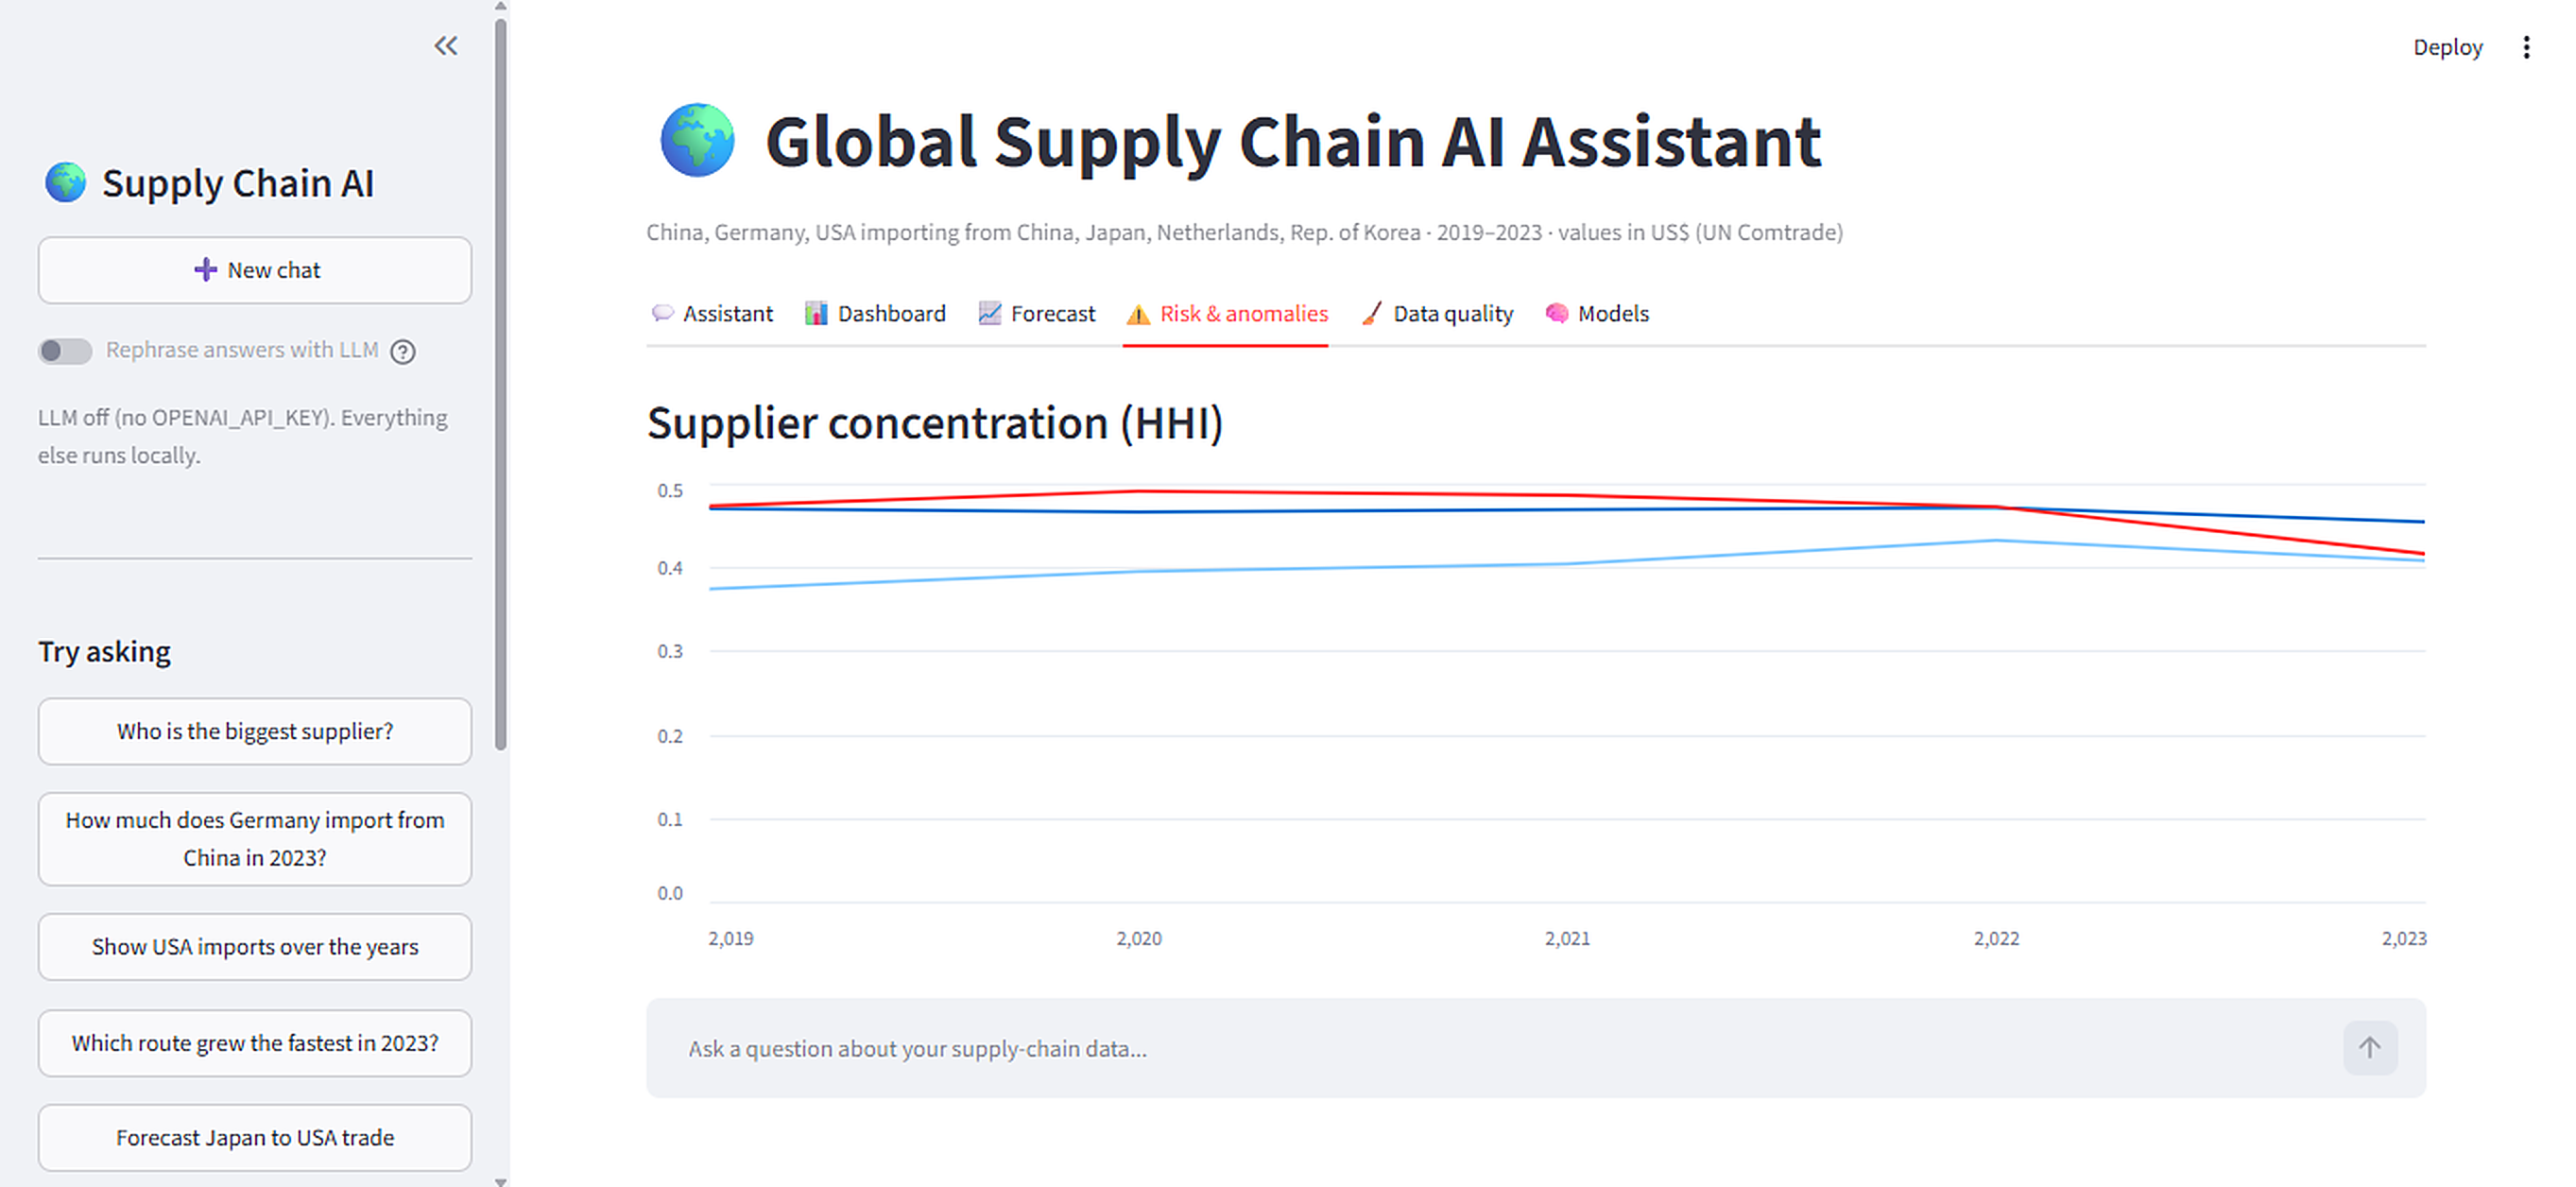 Supply Chain AI
New chat
Rephrase answers with LLM
LLM off (no OPENAI_API_KEY). Everything
else runs locally.
Try asking
Who is the biggest supplier?
How much does Germany import from
China in 2023?
Show USA imports over the years
Which route grew the fastest in 2023?
Forecast Japan to USA trade
Deploy
Global Supply Chain AI Assistant
China, Germany, USA importing from China, Japan, Netherlands, Rep. of Korea · 2019–2023 · values in US$ (UN Comtrade)
Assistant Dashboard Forecast Risk & anomalies Data quality Models
Supplier concentration (HHI)
0.5
0.4
0.3
0.2
0.1
0.0
2,019 2,020 2,021 2,022 2,023
Ask a question about your supply-chain data...